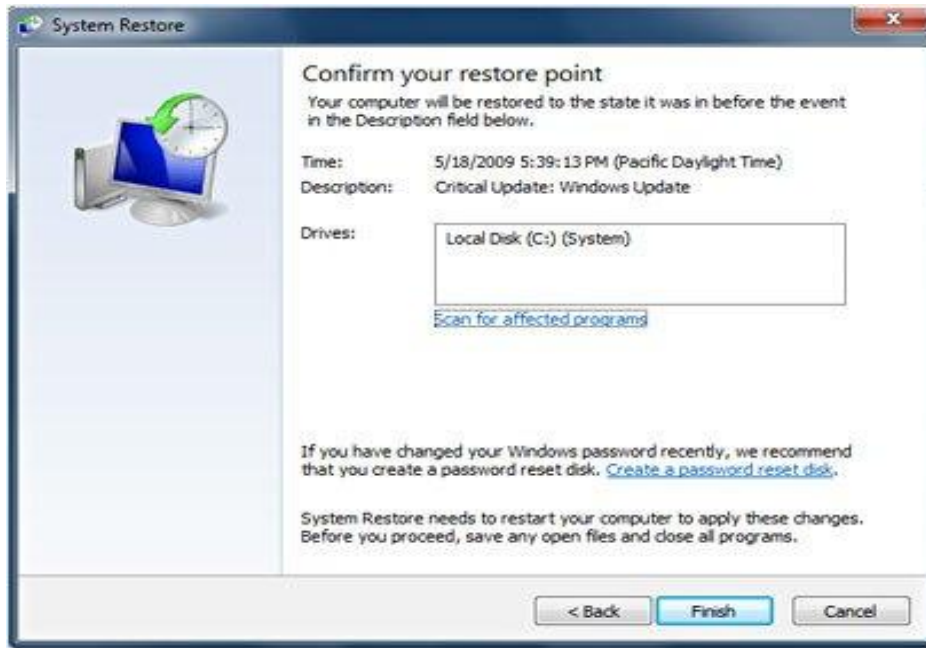 System Restore
Confirm your restore point
Your computer will be restored to the state it was in before the event
in the Description field below.
Time: 5/18/2009 5:39:13 PM (Pacific Daylight Time)
Description: Critical Update: Windows Update
Drives: Local Disk (C:) (System)
Scan for affected programs
If you have changed your Windows password recently, we recommend
that you create a password reset disk. Create a password reset disk.
System Restore needs to restart your computer to apply these changes.
Before you proceed, save any open files and close all programs.
< Back Finish Cancel